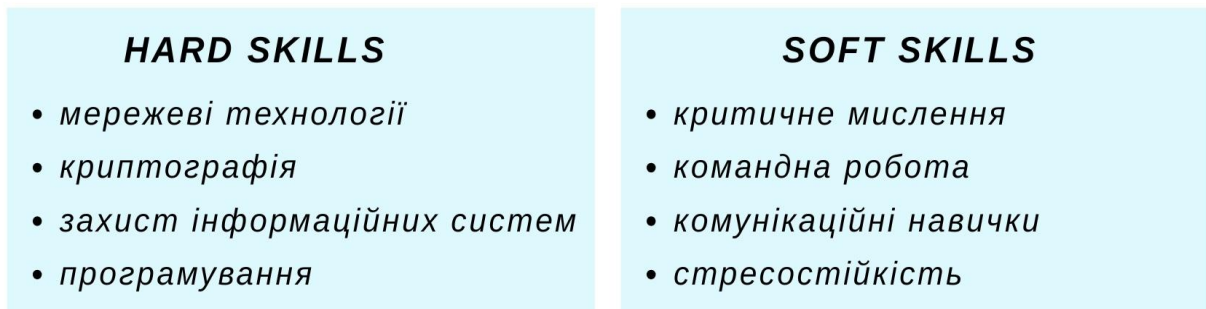 HARD SKILLS
• мережеві технології
• криптографія
• захист інформаційних систем
• програмування
SOFT SKILLS
• критичне мислення
• командна робота
• комунікаційні навички
• стресостійкість